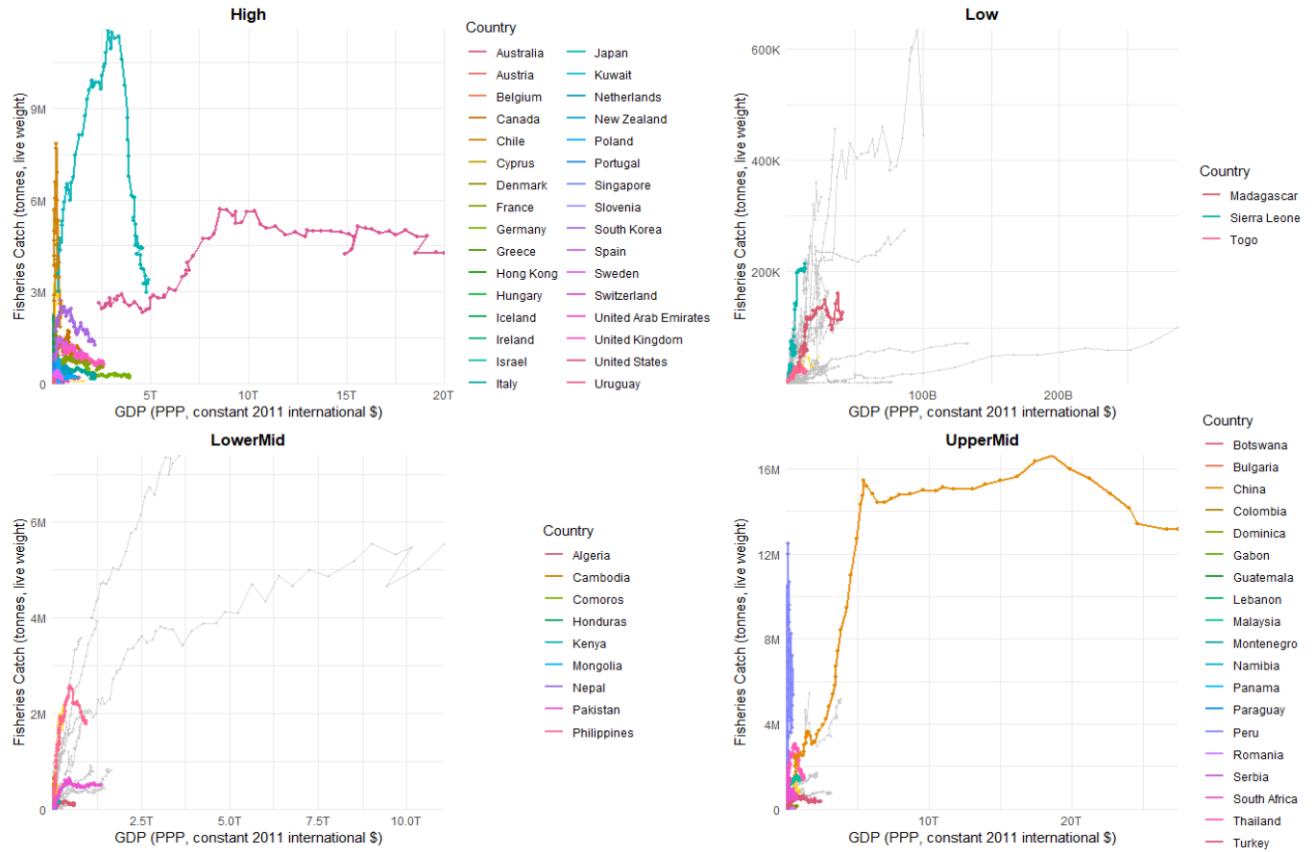 High
Fisheries Catch (tonnes, live weight)
9M
6M
3M
0
5T
10T
15T
20T
GDP (PPP, constant 2011 international $)
Country
Australia
Austria
Belgium
Canada
Chile
Cyprus
Denmark
France
Germany
Greece
Hong Kong
Hungary
Iceland
Ireland
Israel
Italy
Japan
Kuwait
Netherlands
New Zealand
Poland
Portugal
Singapore
Slovenia
South Korea
Spain
Sweden
Switzerland
United Arab Emirates
United Kingdom
United States
Uruguay
Low
Fisheries Catch (tonnes, live weight)
600K
400K
200K
0
100B
200B
GDP (PPP, constant 2011 international $)
Country
Madagascar
Sierra Leone
Togo
LowerMid
Fisheries Catch (tonnes, live weight)
6M
4M
2M
0
2.5T
5.0T
7.5T
10.0T
GDP (PPP, constant 2011 international $)
Country
Algeria
Cambodia
Comoros
Honduras
Kenya
Mongolia
Nepal
Pakistan
Philippines
UpperMid
Fisheries Catch (tonnes, live weight)
16M
12M
8M
4M
0
10T
20T
GDP (PPP, constant 2011 international $)
Country
Botswana
Bulgaria
China
Colombia
Dominica
Gabon
Guatemala
Lebanon
Malaysia
Montenegro
Namibia
Panama
Paraguay
Peru
Romania
Serbia
South Africa
Thailand
Turkey